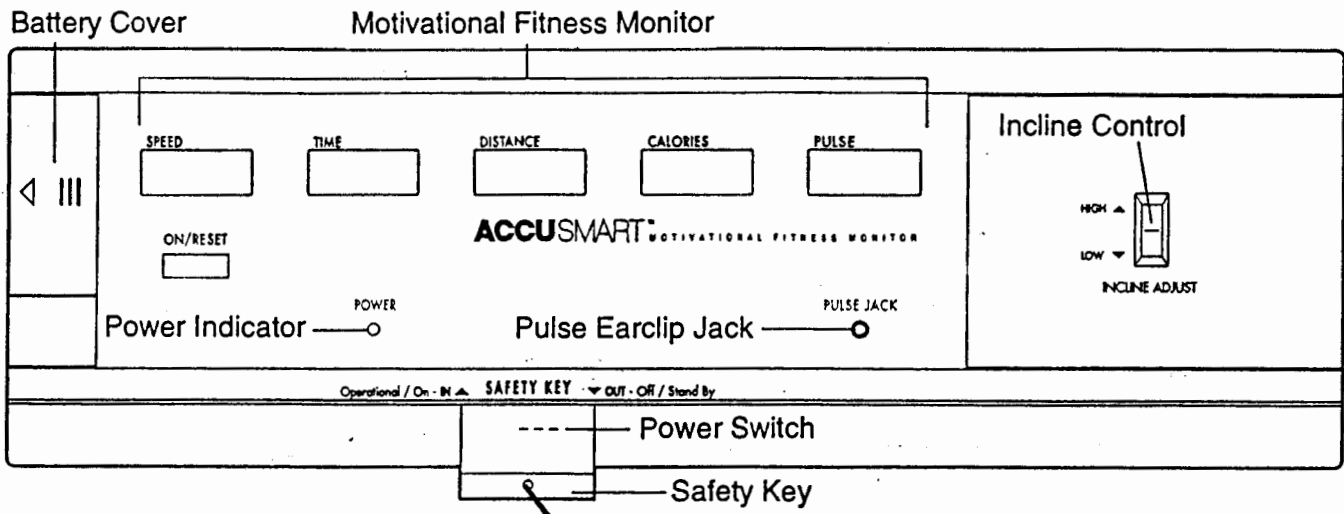 Battery Cover
Motivational Fitness Monitor
SPEED
TIME
DISTANCE
CALORIES
PULSE
Incline Control
HIGH ▲
LOW ▼
INCLINE ADJUST
ON/RESET
ACCUSMART™ MOTIVATIONAL FITNESS MONITOR
POWER
Power Indicator
PULSE JACK
Pulse Earclip Jack
Operational / On - IN ▲ SAFETY KEY ▼ OUT - Off / Stand By
Power Switch
Safety Key